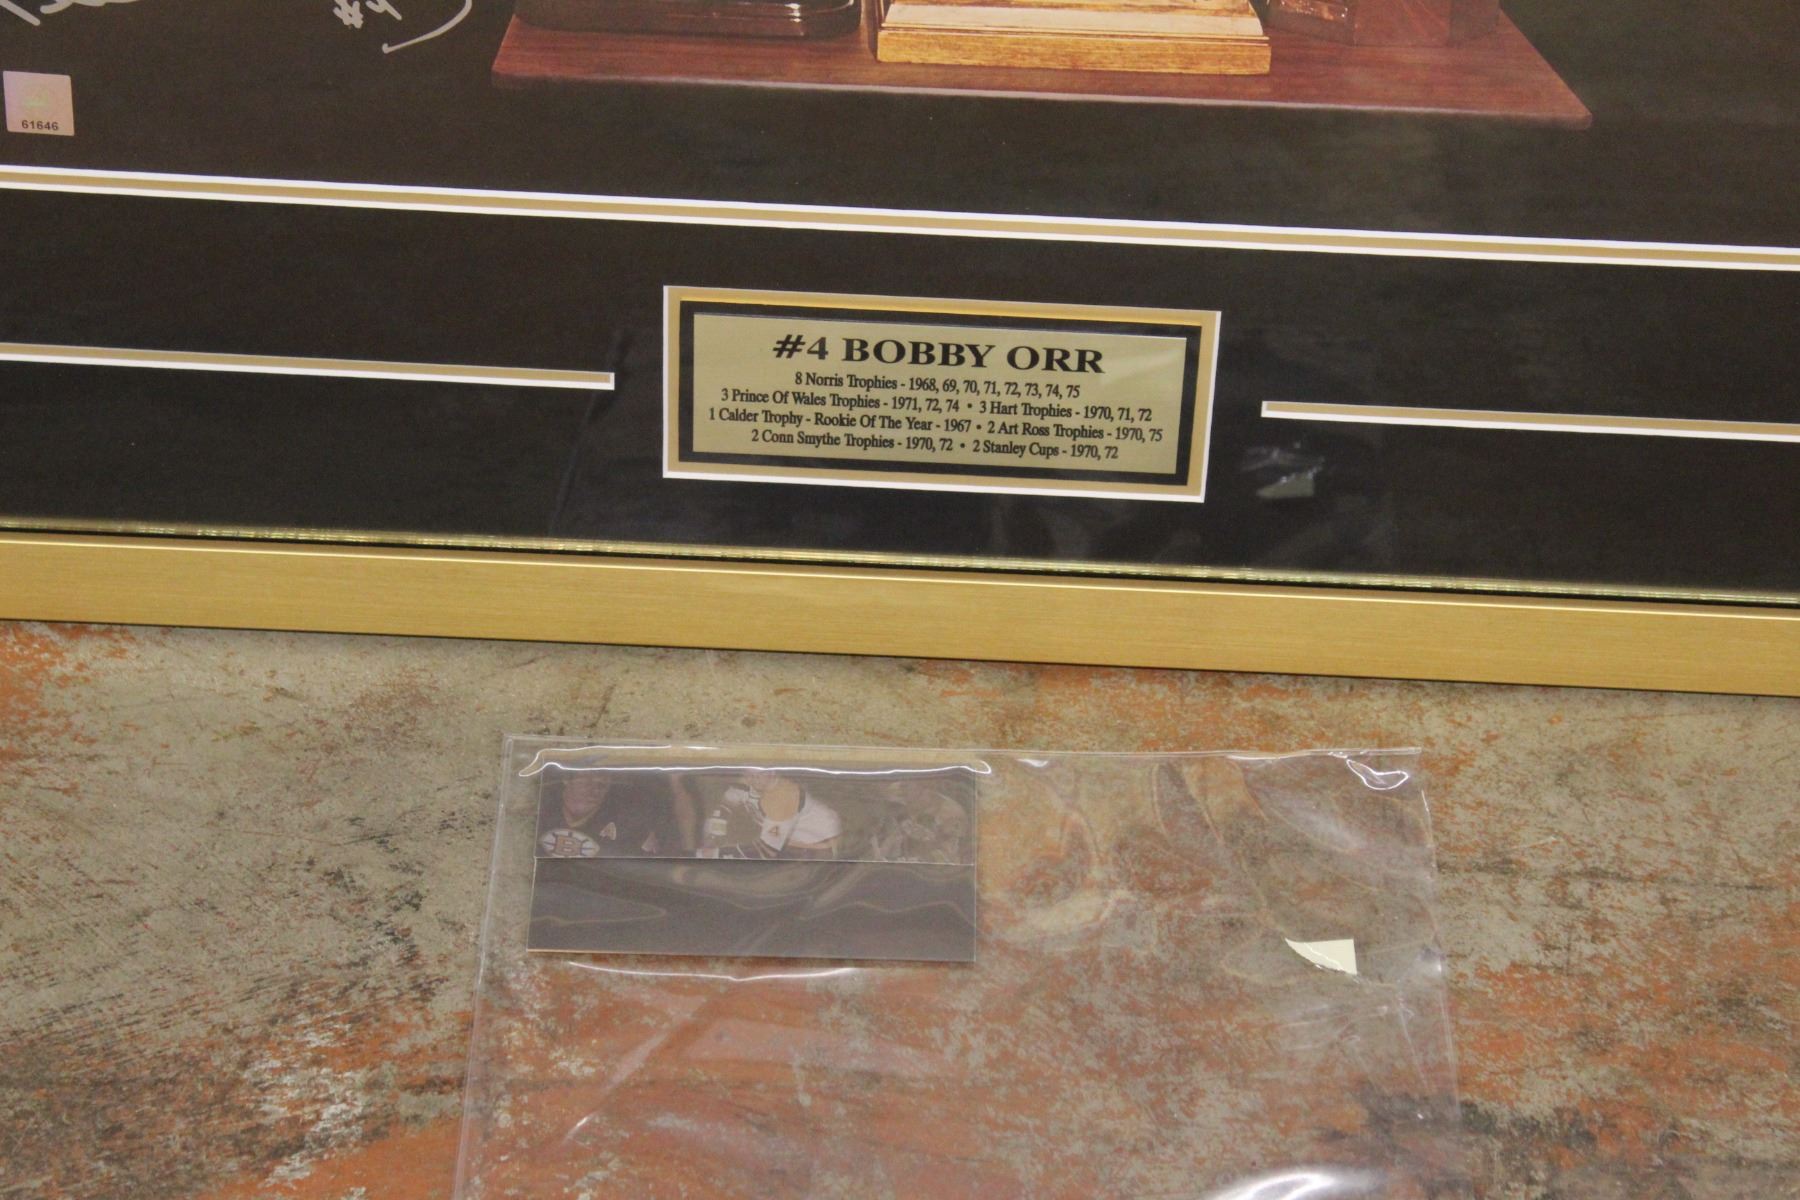 #4
61646
#4 BOBBY ORR
8 Norris Trophies - 1968, 69, 70, 71, 72, 73, 74, 75
3 Prince Of Wales Trophies - 1971, 72, 74 • 3 Hart Trophies - 1970, 71, 72
1 Calder Trophy - Rookie Of The Year - 1967 • 2 Art Ross Trophies - 1970, 75
2 Conn Smythe Trophies - 1970, 72 • 2 Stanley Cups - 1970, 72
B
A
4